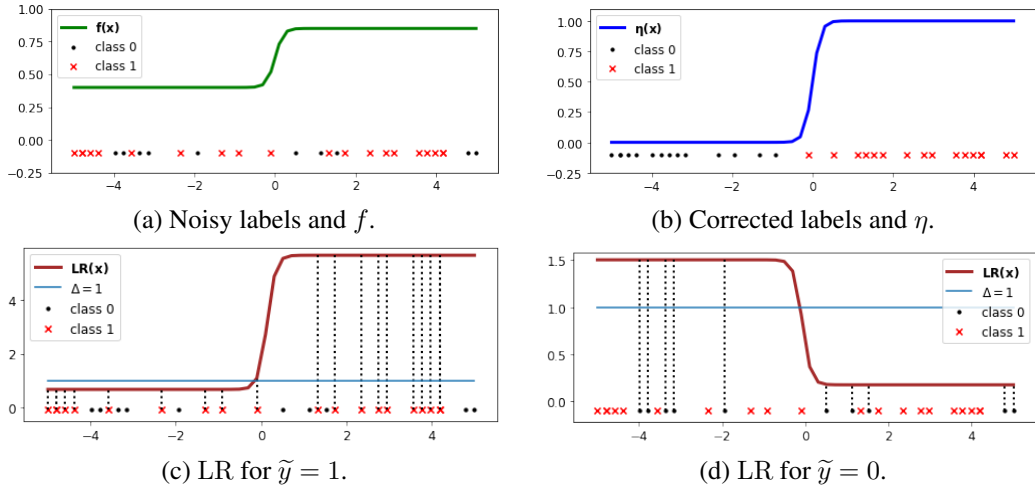 1.00
0.75
0.50
0.25
0.00
−0.25
f(x)
class 0
class 1
−4 −2 0 2 4
(a) Noisy labels and f.
1.00
0.75
0.50
0.25
0.00
−0.25
η(x)
class 0
class 1
−4 −2 0 2 4
(b) Corrected labels and η.
4
2
0
LR(x)
Δ = 1
class 0
class 1
−4 −2 0 2 4
(c) LR for ỹ = 1.
1.5
1.0
0.5
0.0
LR(x)
Δ = 1
class 0
class 1
−4 −2 0 2 4
(d) LR for ỹ = 0.